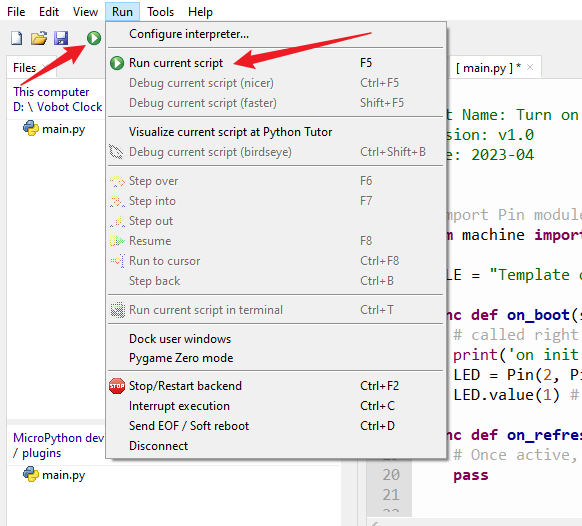 File Edit View Run Tools Help
Configure interpreter...
Run current script F5
Debug current script (nicer) Ctrl+F5
Debug current script (faster) Shift+F5
Visualize current script at Python Tutor
Debug current script (birdseye) Ctrl+Shift+B
Step over F6
Step into F7
Step out
Resume F8
Run to cursor Ctrl+F8
Step back Ctrl+B
Run current script in terminal Ctrl+T
Dock user windows
Pygame Zero mode
Stop/Restart backend Ctrl+F2
Interrupt execution Ctrl+C
Send EOF / Soft reboot Ctrl+D
Disconnect
Files
This computer
D: \ Vobot Clock
main.py
MicroPython dev
/ plugins
main.py
[ main.py ] *
t Name: Turn on
sion: v1.0
e: 2023-04
mport Pin modul
m machine impor
LE = "Template c
nc def on_boot(s
# called right
print('on init
LED = Pin(2, Pi
LED.value(1) #
nc def on_refres
# Once active,
20 pass
21